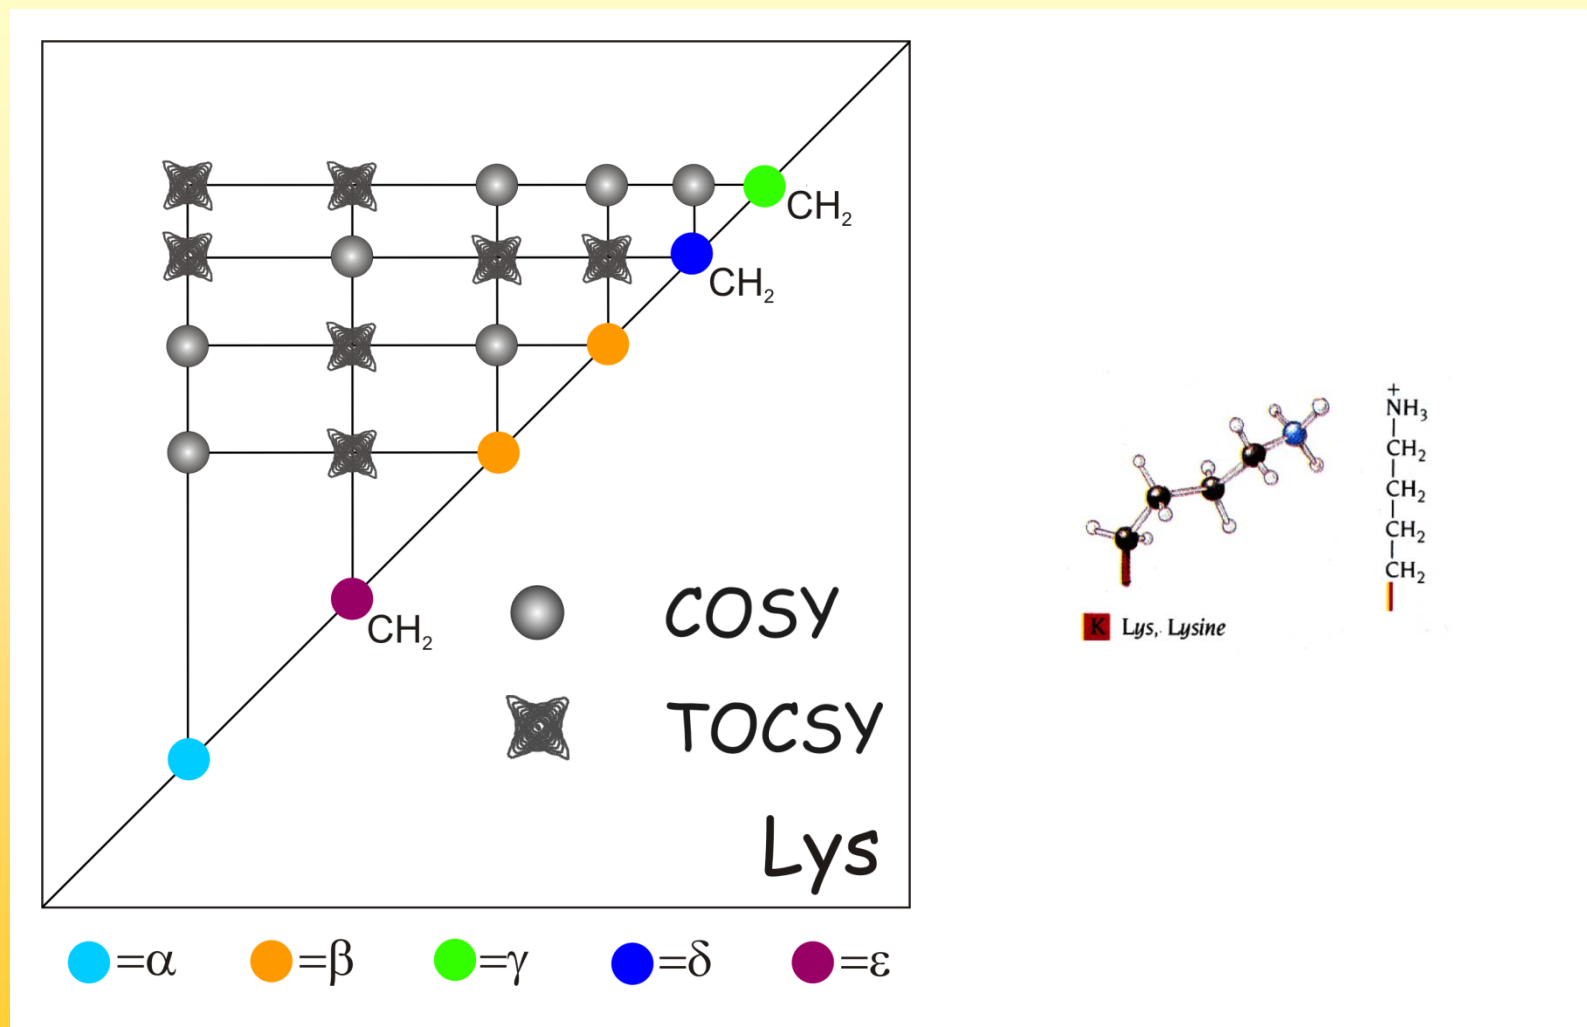 CH2
CH2
CH2
COSY
TOCSY
Lys
=α
=β
=γ
=δ
=ε
+
NH3
CH2
CH2
CH2
CH2
K Lys, Lysine